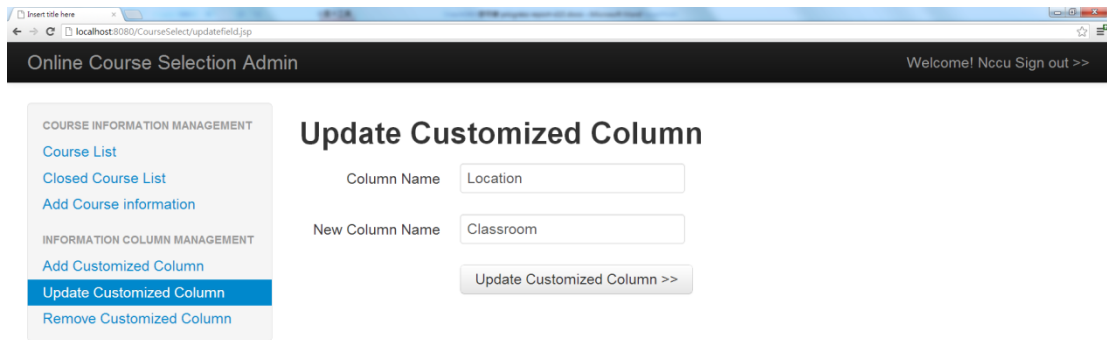 Insert title here
localhost:8080/CourseSelect/updatefield.jsp
Online Course Selection Admin
Welcome! Nccu Sign out >>
COURSE INFORMATION MANAGEMENT
Course List
Closed Course List
Add Course information
INFORMATION COLUMN MANAGEMENT
Add Customized Column
Update Customized Column
Remove Customized Column
Update Customized Column
Column Name Location
New Column Name Classroom
Update Customized Column >>